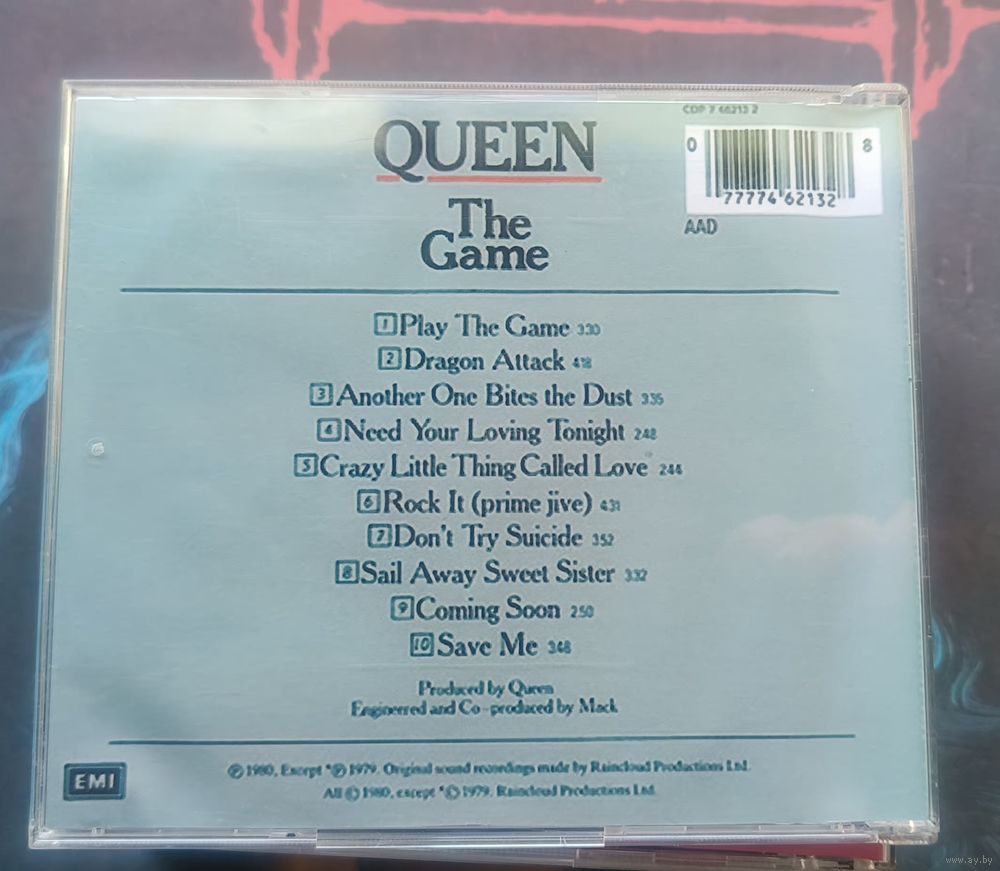 CDP 7 46213 2
QUEEN
0 77774 62132 8
The
Game
AAD
1 Play The Game 3:30
2 Dragon Attack 4:18
3 Another One Bites the Dust 3:35
4 Need Your Loving Tonight 2:48
5 Crazy Little Thing Called Love 2:44
6 Rock It (prime jive) 4:31
7 Don't Try Suicide 3:52
8 Sail Away Sweet Sister 3:32
9 Coming Soon 2:50
10 Save Me 3:48
Produced by Queen
Engineered and Co-produced by Mack
EMI
℗ 1980, Except *℗ 1979. Original sound recordings made by Raincloud Productions Ltd.
All © 1980, except *© 1979. Raincloud Productions Ltd.
www.ay.by